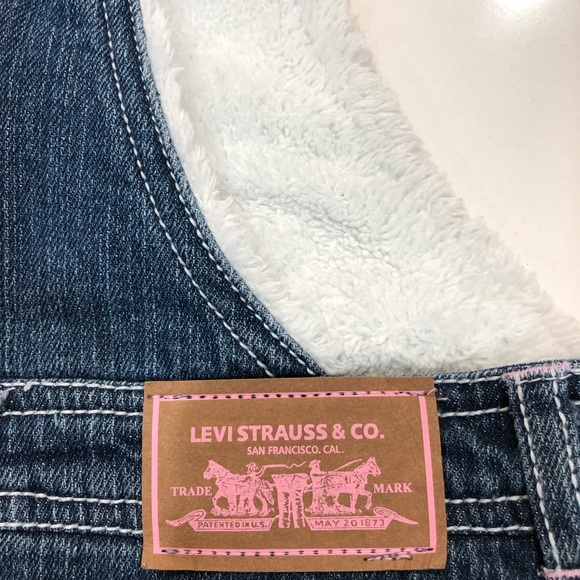 LEVI STRAUSS & CO.
SAN FRANCISCO. CAL.
TRADE MARK
PATENTED IN U.S. MAY 20 1873